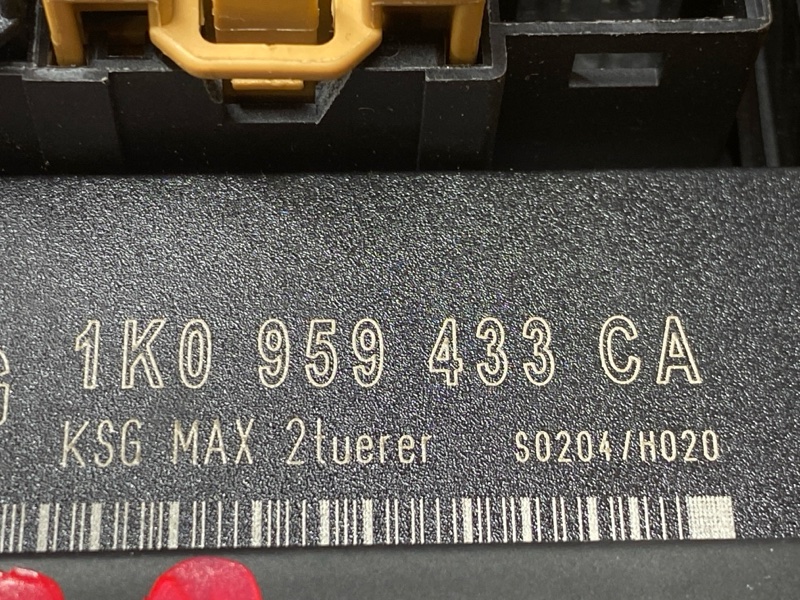 1K0 959 433 CA
KSG MAX 2tuerer S0204/H020